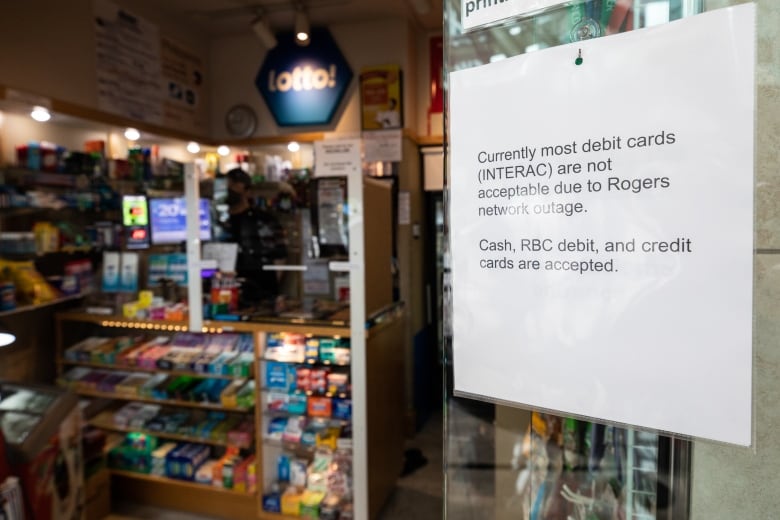 Lotto!
Currently most debit cards
(INTERAC) are not
acceptable due to Rogers
network outage.
Cash, RBC debit, and credit
cards are accepted.